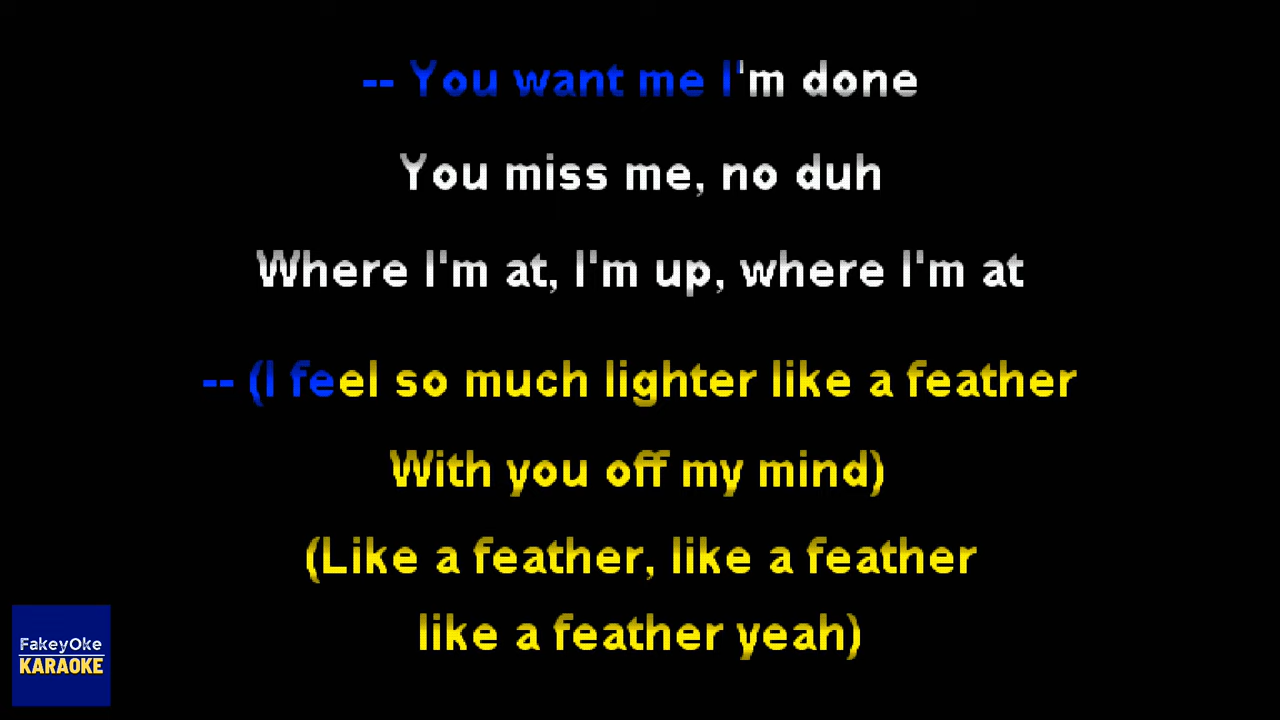 -- You want me I'm done
You miss me, no duh
Where I'm at, I'm up, where I'm at
-- (I feel so much lighter like a feather
With you off my mind)
(Like a feather, like a feather
like a feather yeah)
FakeyOke
KARAOKE